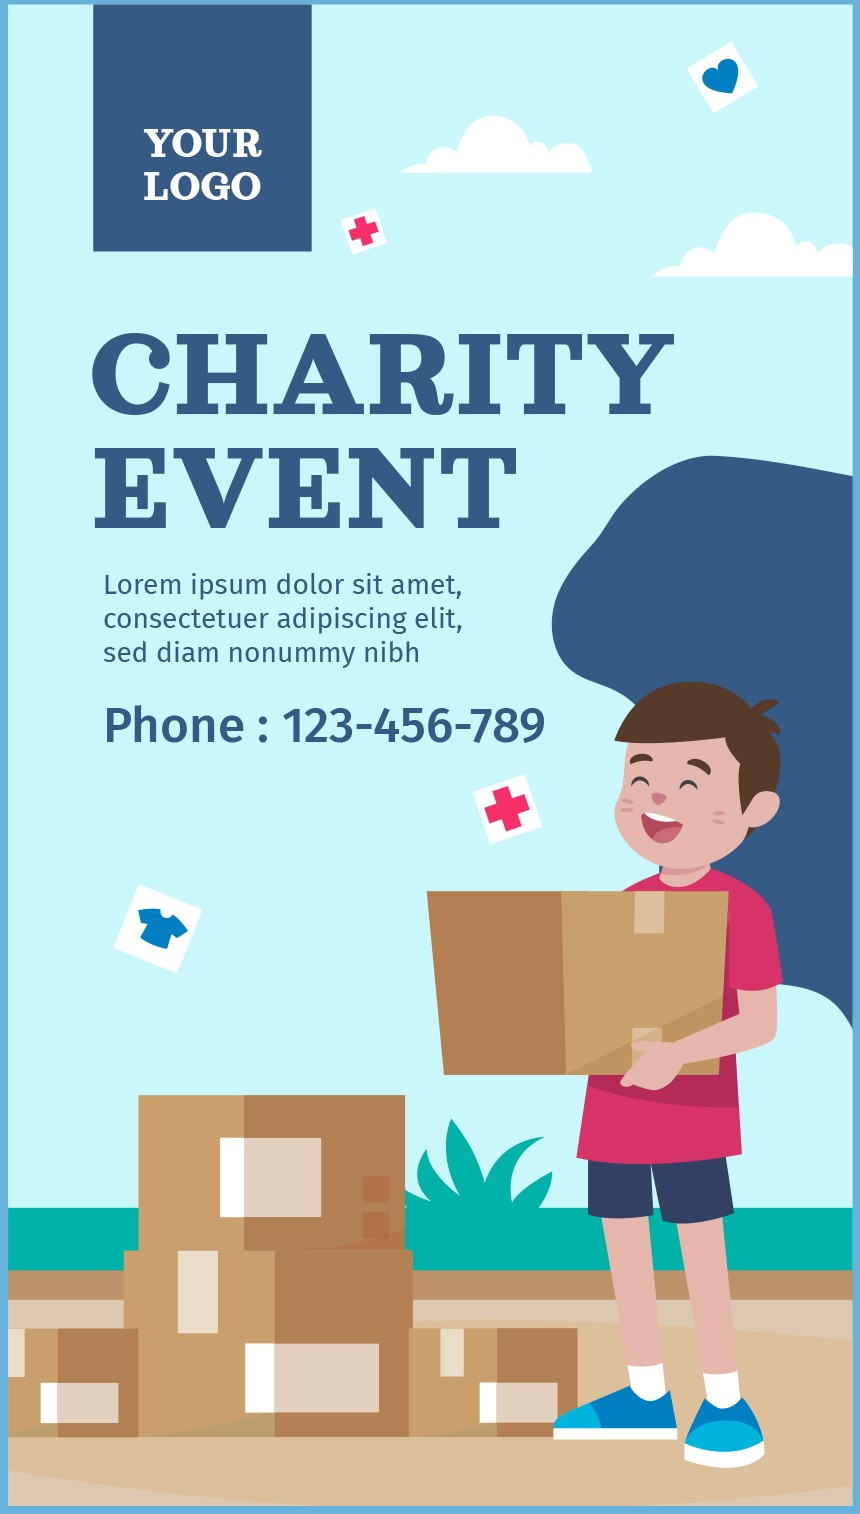 YOUR
LOGO
CHARITY
EVENT
Lorem ipsum dolor sit amet,
consectetuer adipiscing elit,
sed diam nonummy nibh
Phone : 123-456-789